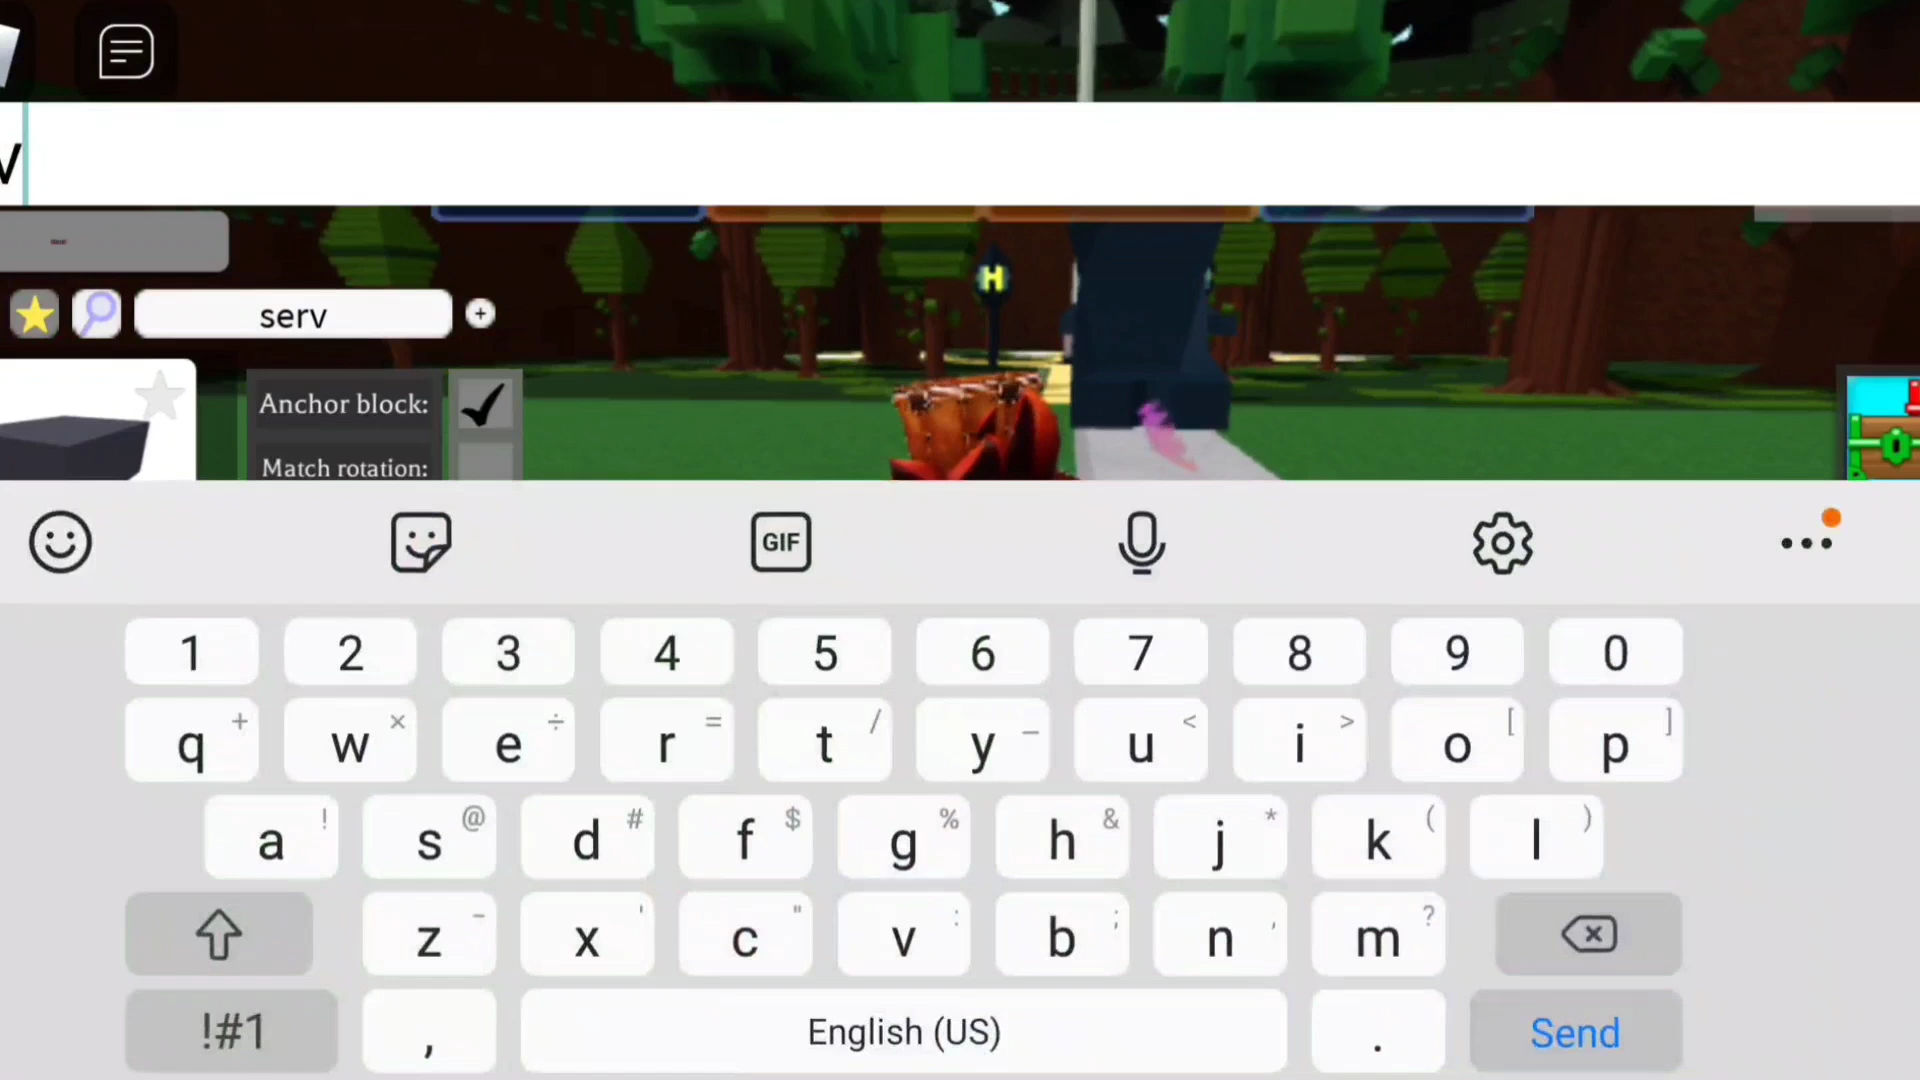 v
serv
+
Anchor block:
Match rotation:
H
GIF
1 2 3 4 5 6 7 8 9 0
q + w × e ÷ r = t / y _ u < i > o [ p ]
a ! s @ d # f $ g % h & j * k ( l )
z - x ' c " v : b ; n , m ?
!#1 , English (US) . Send